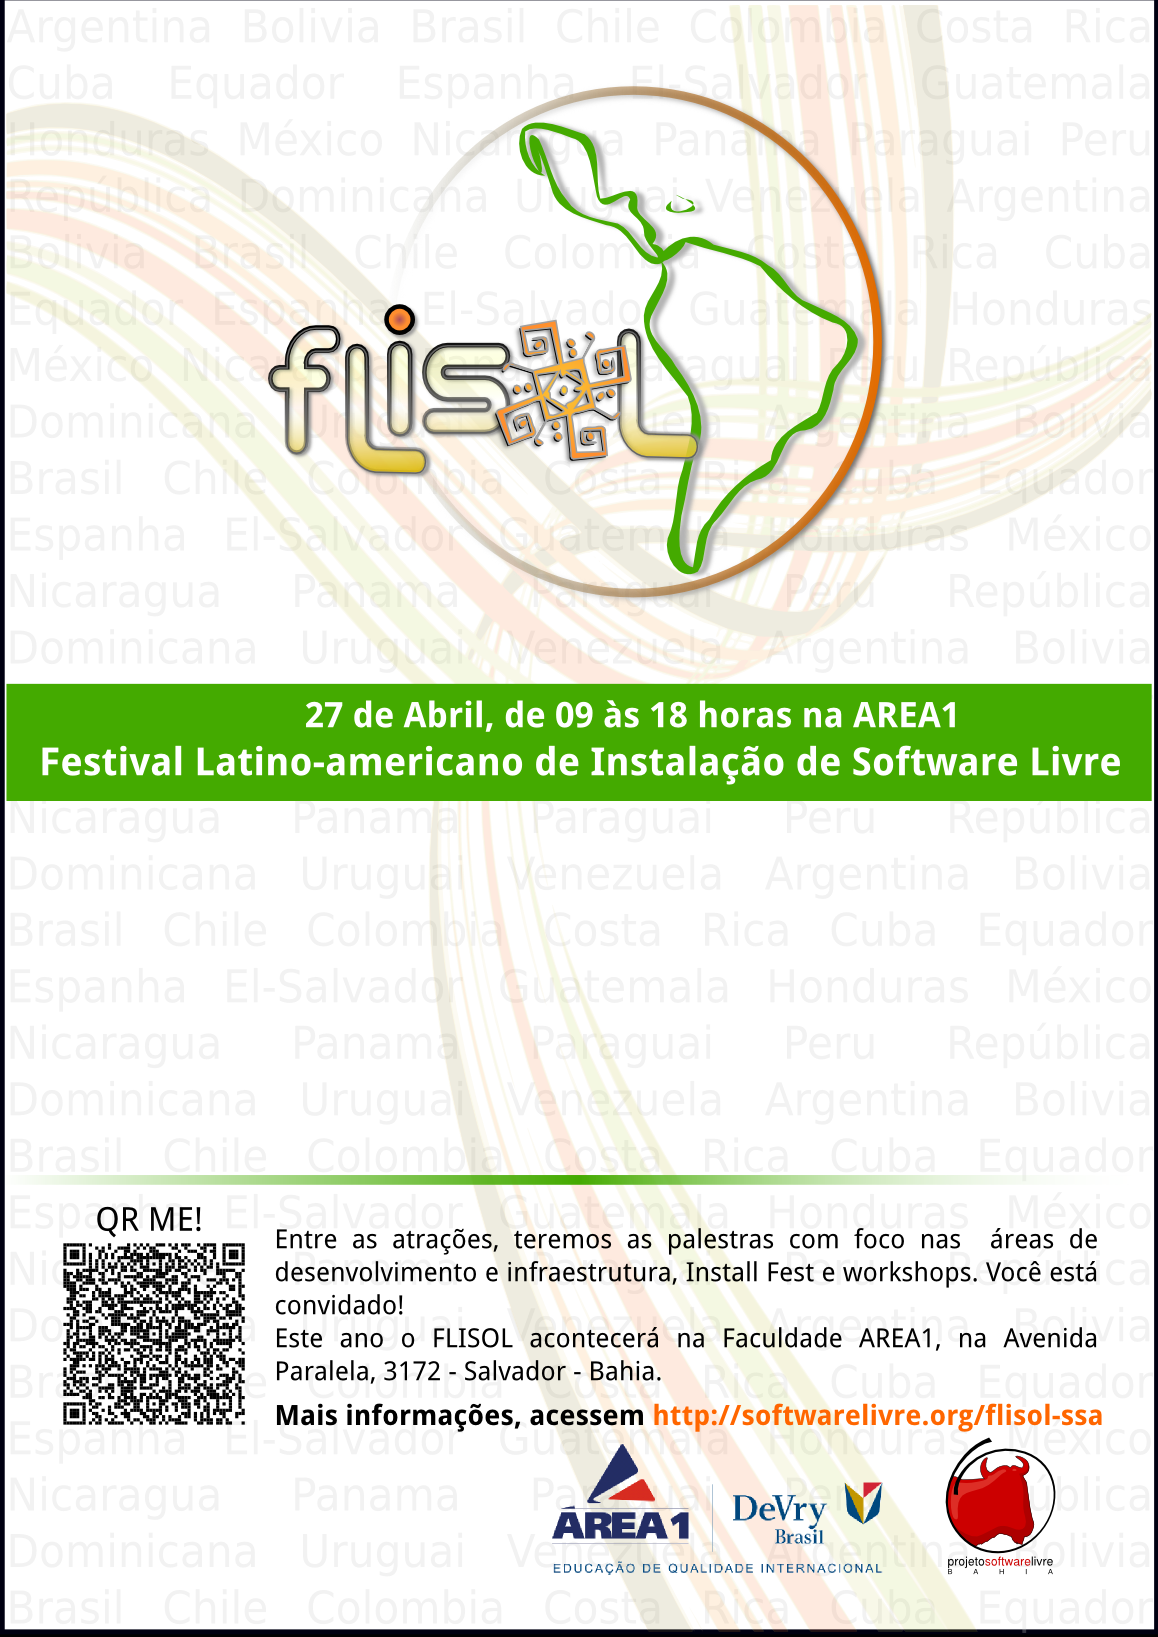 Argentina Bolivia Brasil Chile Colombia Costa Rica
Cuba Equador Espanha El-Salvador Guatemala
Honduras México Nicaragua Panama Paraguai Peru
República Dominicana Uruguai Venezuela Argentina
Bolivia Brasil Chile Colombia Costa Rica Cuba
Equador Espanha El-Salvador Guatemala Honduras
México Nicaragua Panama Paraguai Peru República
Dominicana Uruguai Venezuela Argentina Bolivia
flisol
Brasil Chile Colombia Costa Rica Cuba Equador
Espanha El-Salvador Guatemala Honduras México
Nicaragua Panama Paraguai Peru República
Dominicana Uruguai Venezuela Argentina Bolivia
27 de Abril, de 09 às 18 horas na AREA1
Festival Latino-americano de Instalação de Software Livre
Nicaragua Panama Paraguai Peru República
Dominicana Uruguai Venezuela Argentina Bolivia
Brasil Chile Colombia Costa Rica Cuba Equador
Espanha El-Salvador Guatemala Honduras México
Nicaragua Panama Paraguai Peru República
Dominicana Uruguai Venezuela Argentina Bolivia
Brasil Chile Colombia Costa Rica Cuba Equador
QR ME!
Entre as atrações, teremos as palestras com foco nas áreas de
desenvolvimento e infraestrutura, Install Fest e workshops. Você está
convidado!
Este ano o FLISOL acontecerá na Faculdade AREA1, na Avenida
Paralela, 3172 - Salvador - Bahia.
Mais informações, acessem http://softwarelivre.org/flisol-ssa
ÁREA1
DeVry
Brasil
EDUCAÇÃO DE QUALIDADE INTERNACIONAL
projetosoftwarelivre
BAHIA
Brasil Chile Colombia Costa Rica Cuba Equador